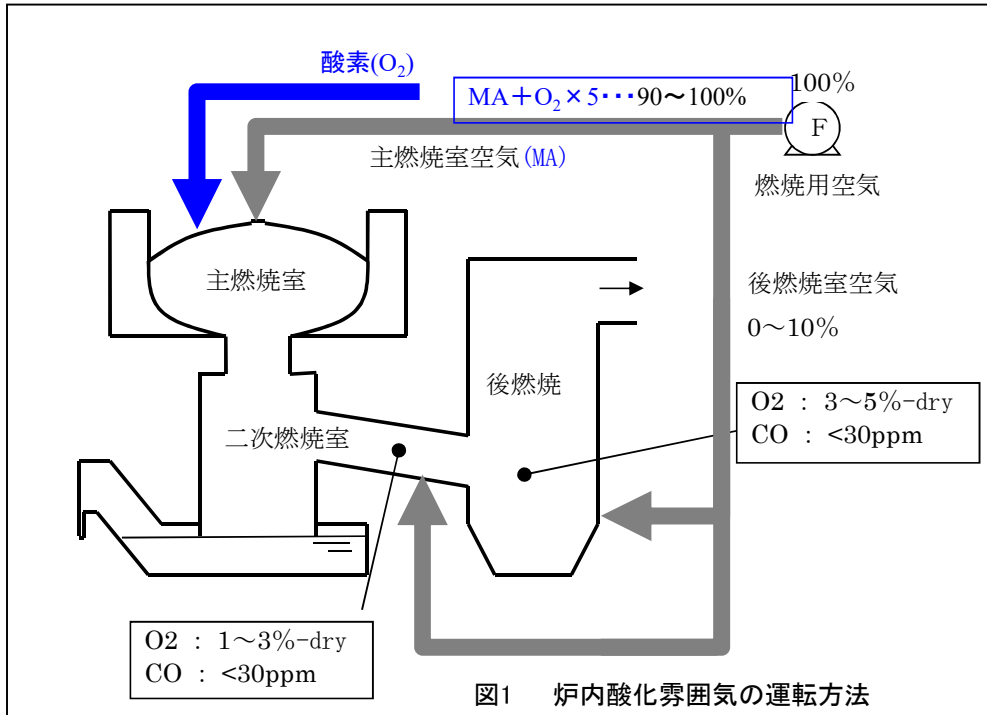 酸素(O₂)
100%
MA+O₂×5・・・90～100%
F
主燃焼室空気(MA)
燃焼用空気
主燃焼室
後燃焼室空気
0～10%
後燃焼
O2 : 3～5%-dry
CO : <30ppm
二次燃焼室
O2 : 1～3%-dry
CO : <30ppm
図1 炉内酸化雰囲気の運転方法